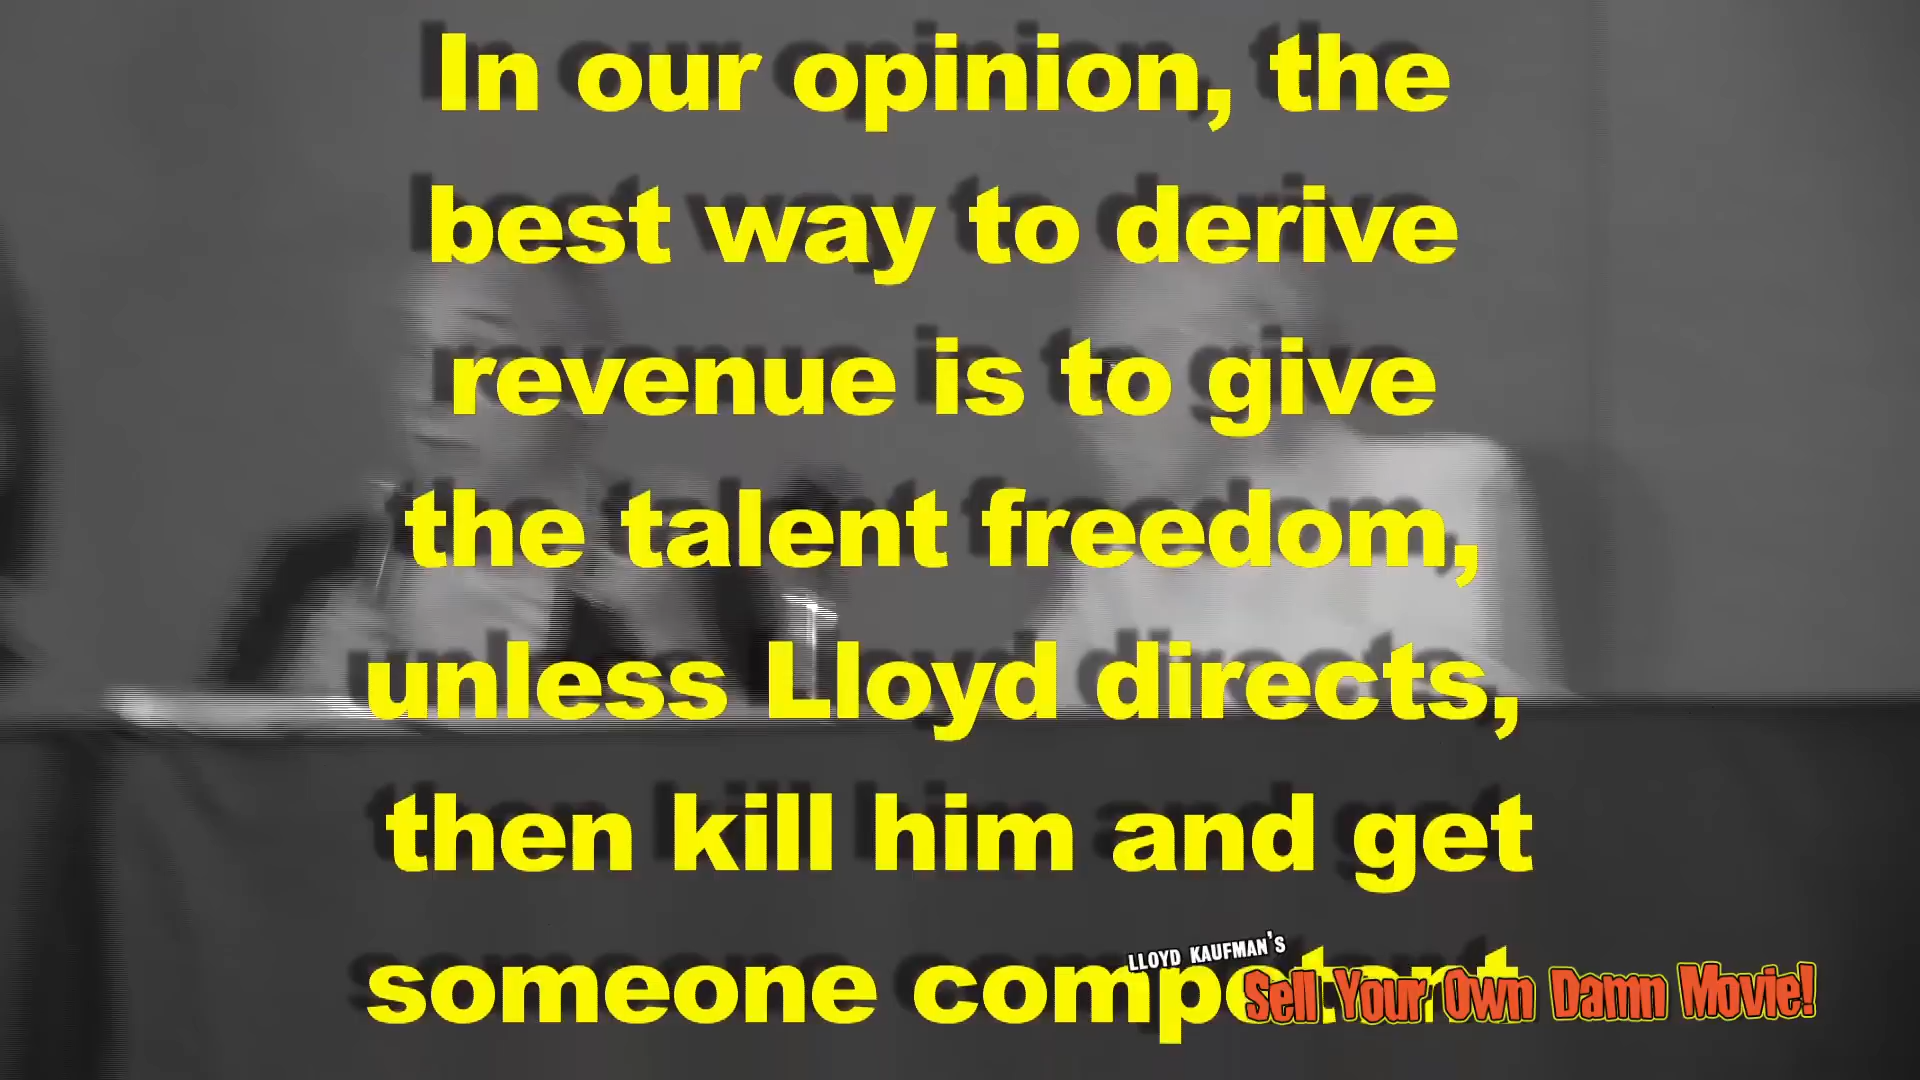 In our opinion, the
best way to derive
revenue is to give
the talent freedom,
unless Lloyd directs,
then kill him and get
someone
LLOYD KAUFMAN'S
Sell Your Own Damn Movie!